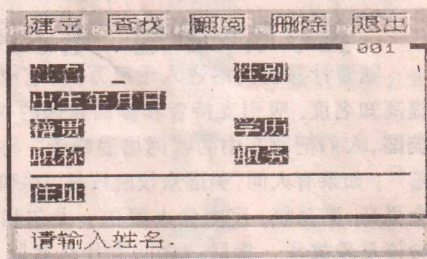 建立 查找 翻阅 删除 退出
001
姓名 性别
出生年月日
籍贯 学历
职称 职务
住址
请输入姓名.